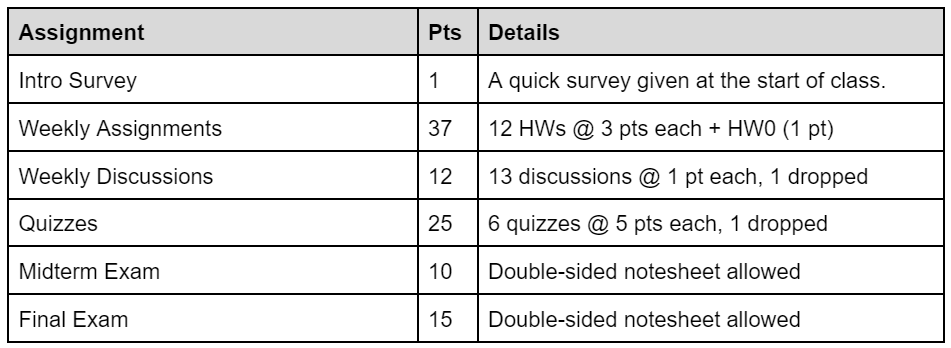 Assignment Pts Details
Intro Survey 1 A quick survey given at the start of class.
Weekly Assignments 37 12 HWs @ 3 pts each + HW0 (1 pt)
Weekly Discussions 12 13 discussions @ 1 pt each, 1 dropped
Quizzes 25 6 quizzes @ 5 pts each, 1 dropped
Midterm Exam 10 Double-sided notesheet allowed
Final Exam 15 Double-sided notesheet allowed